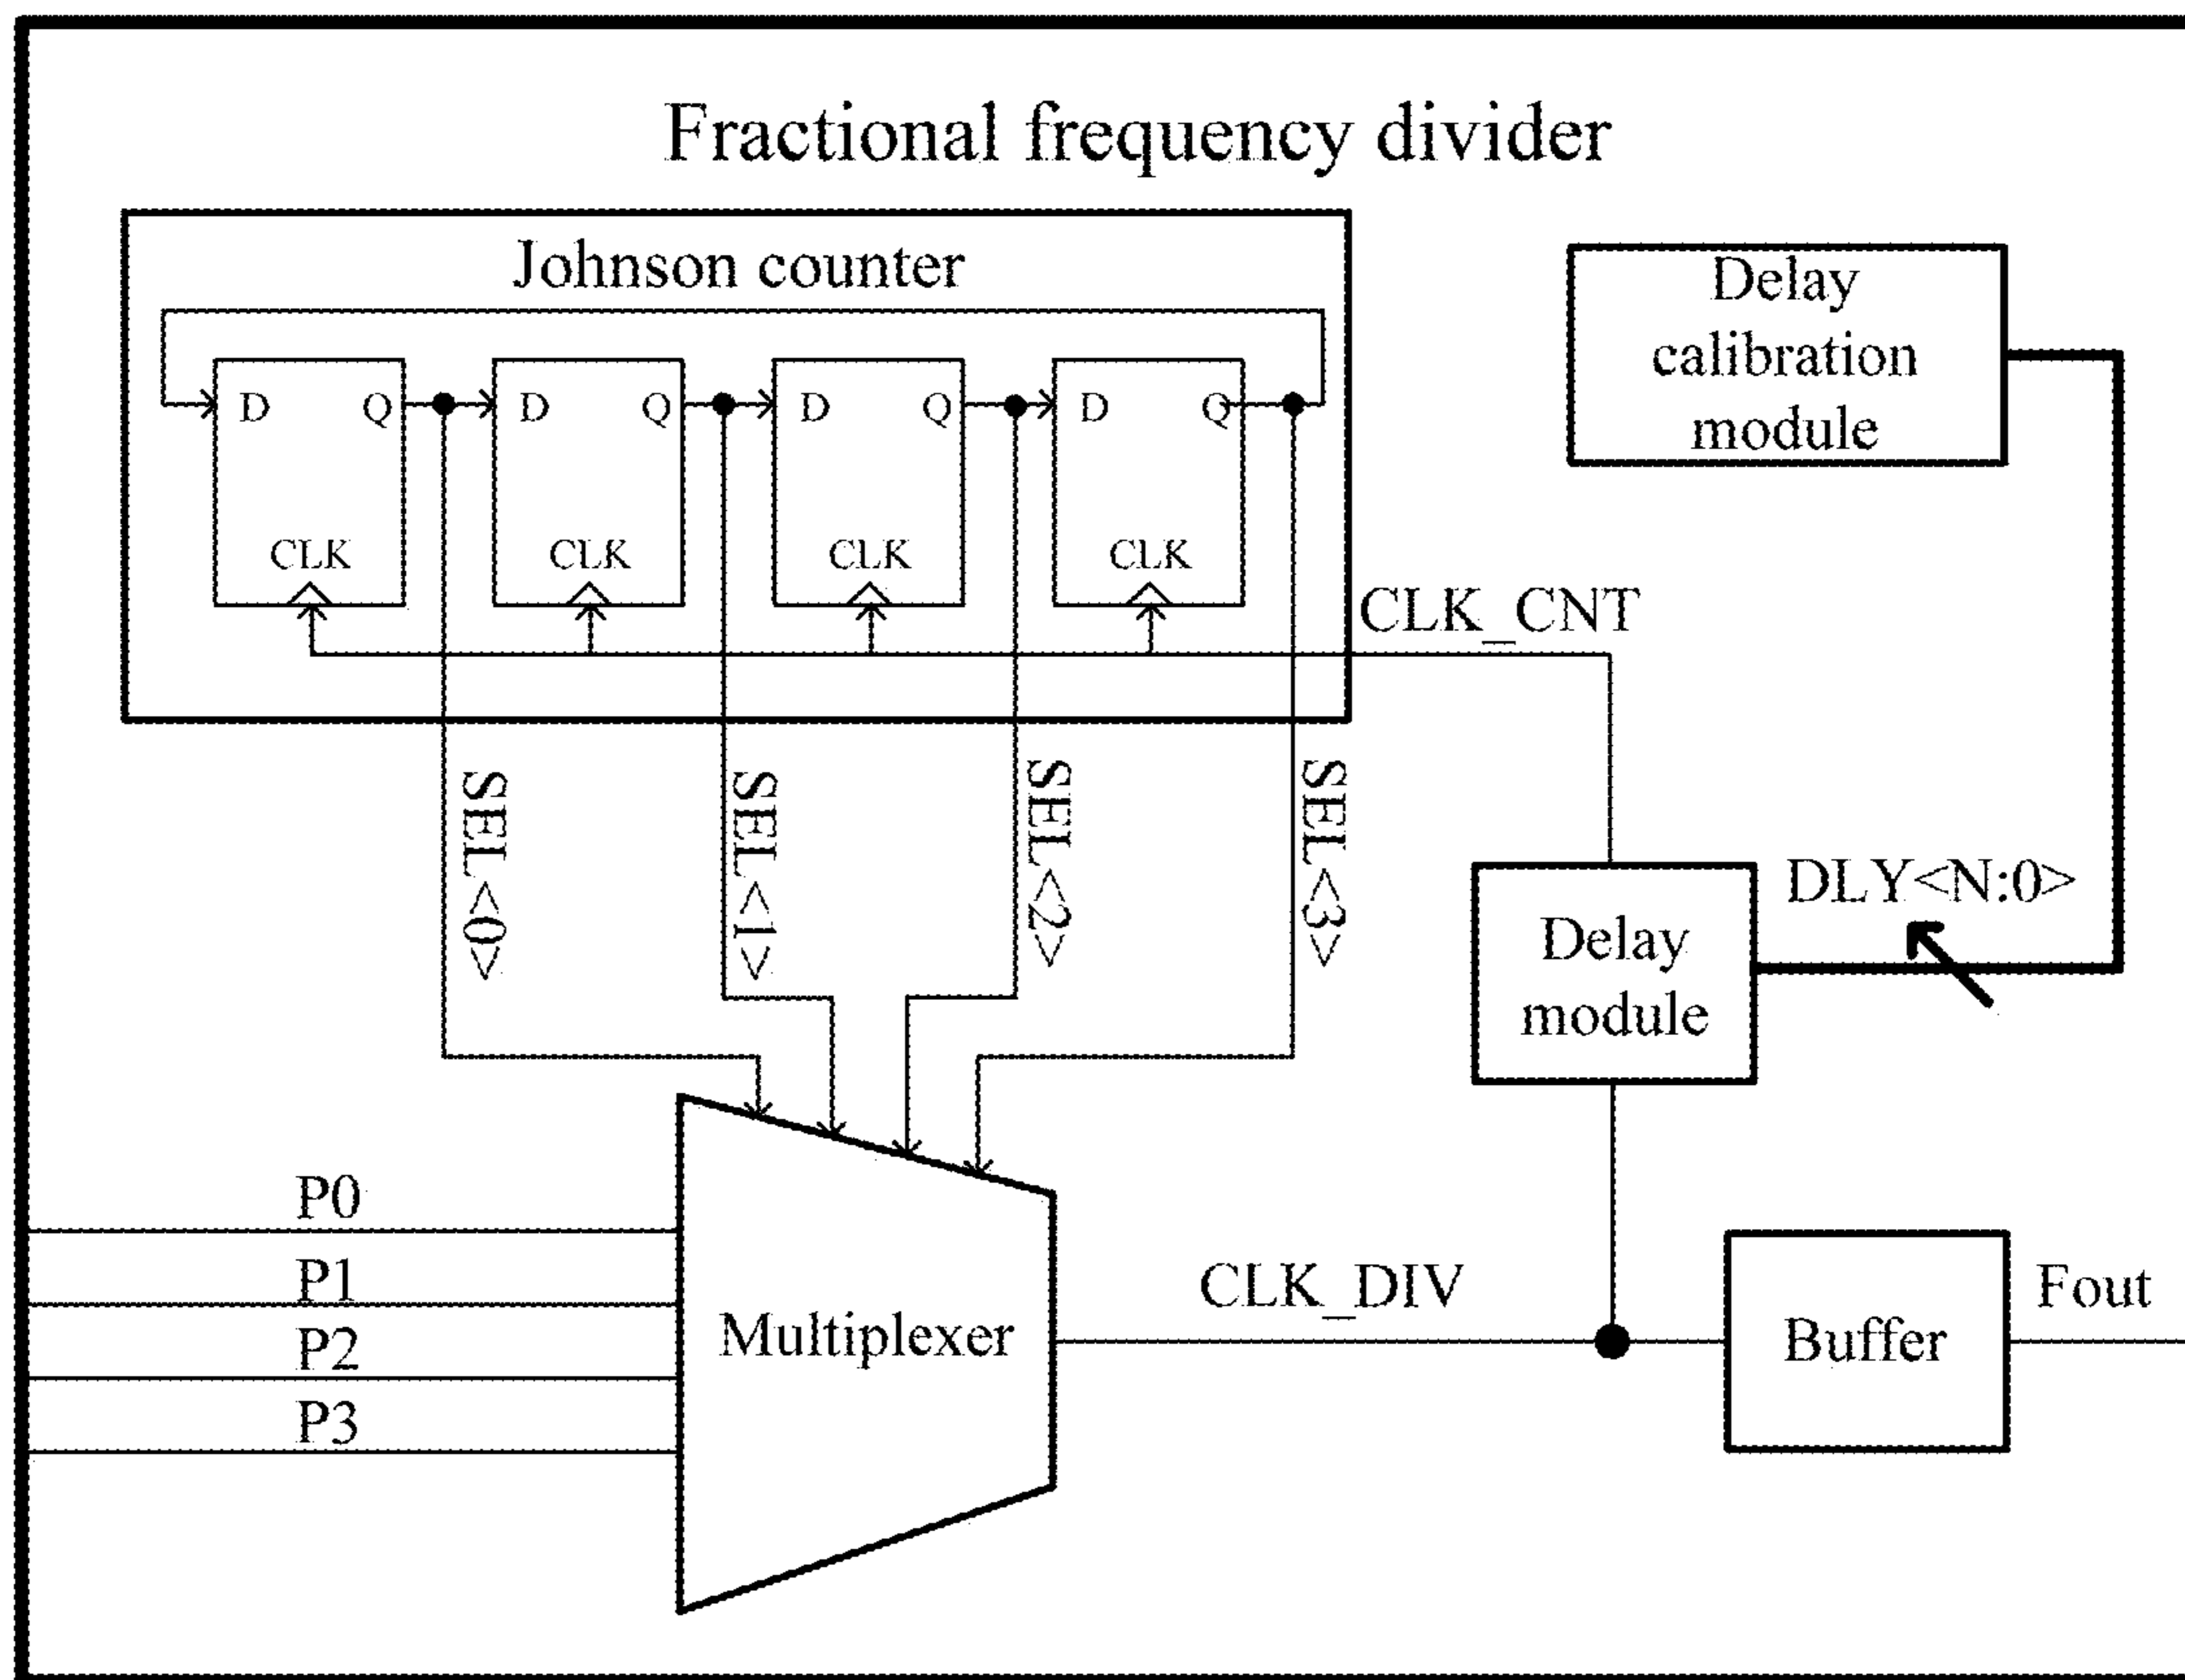 Fractional frequency divider
Johnson counter
D Q D Q D Q D Q
CLK CLK CLK CLK
Delay
calibration
module
CLK_CNT
SEL<0>
SEL<1>
SEL<2>
SEL<3>
DLY<N:0>
Delay
module
P0
P1
P2
P3
Multiplexer
CLK_DIV
Buffer
Fout